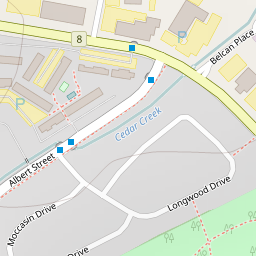 P
8
Belcan Place
P
P
Cedar Creek
Albert Street
Moccasin Drive
Longwood Drive
Drive